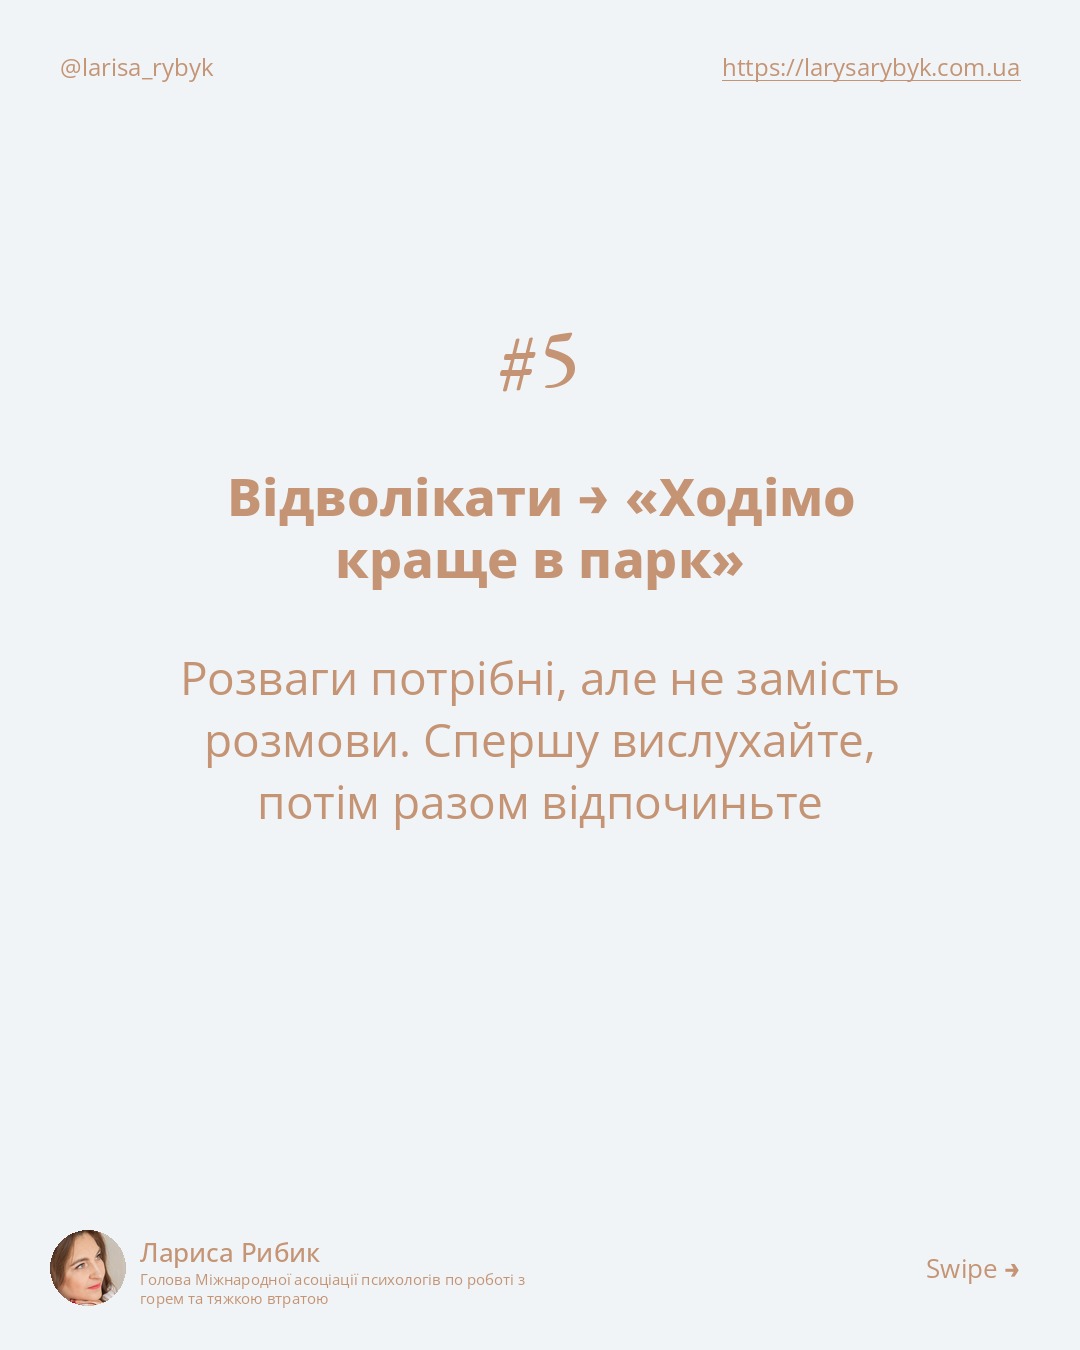 @larisa_rybyk
https://larysarybyk.com.ua
#5
Відволікати → «Ходімо
краще в парк»
Розваги потрібні, але не замість
розмови. Спершу вислухайте,
потім разом відпочиньте
Лариса Рибик
Голова Міжнародної асоціації психологів по роботі з
горем та тяжкою втратою
Swipe →